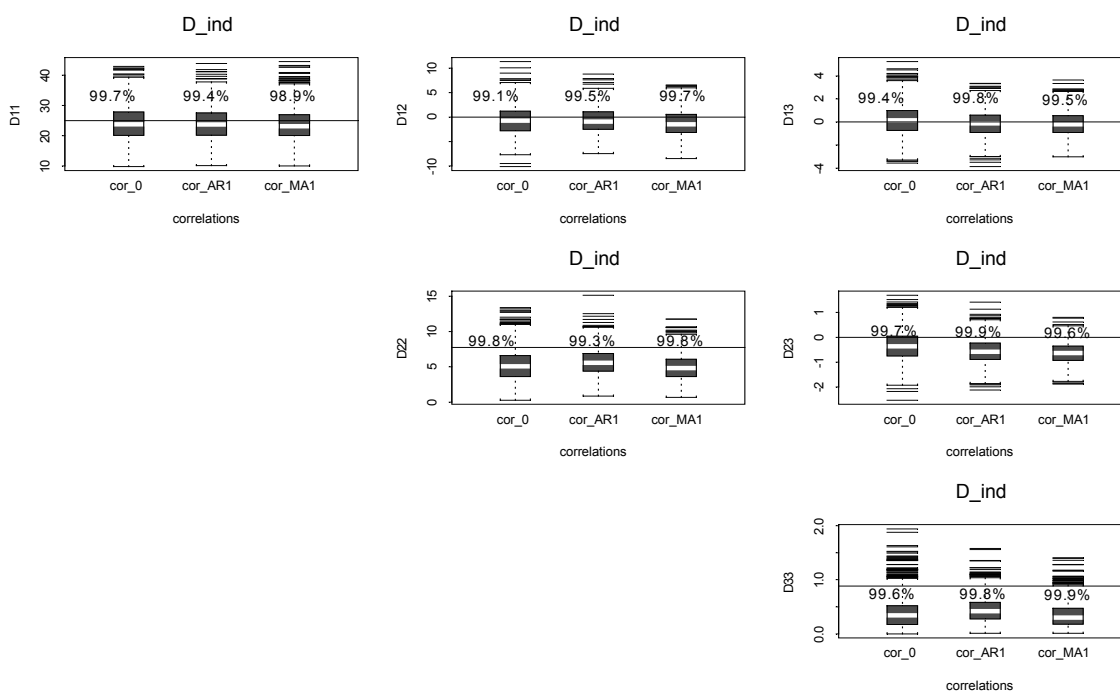 D_ind D_ind D_ind
D11 40 30 20 10 99.7% 99.4% 98.9%
cor_0 cor_AR1 cor_MA1
correlations
D12 10 5 0 -10 99.1% 99.5% 99.7%
cor_0 cor_AR1 cor_MA1
correlations
D13 4 2 0 -4 99.4% 99.8% 99.5%
cor_0 cor_AR1 cor_MA1
correlations
D_ind D_ind
D22 15 10 5 0 99.8% 99.3% 99.8%
cor_0 cor_AR1 cor_MA1
correlations
D23 1 0 -1 -2 99.7% 99.9% 99.6%
cor_0 cor_AR1 cor_MA1
correlations
D_ind
D33 2.0 1.0 0.0 99.6% 99.8% 99.9%
cor_0 cor_AR1 cor_MA1
correlations